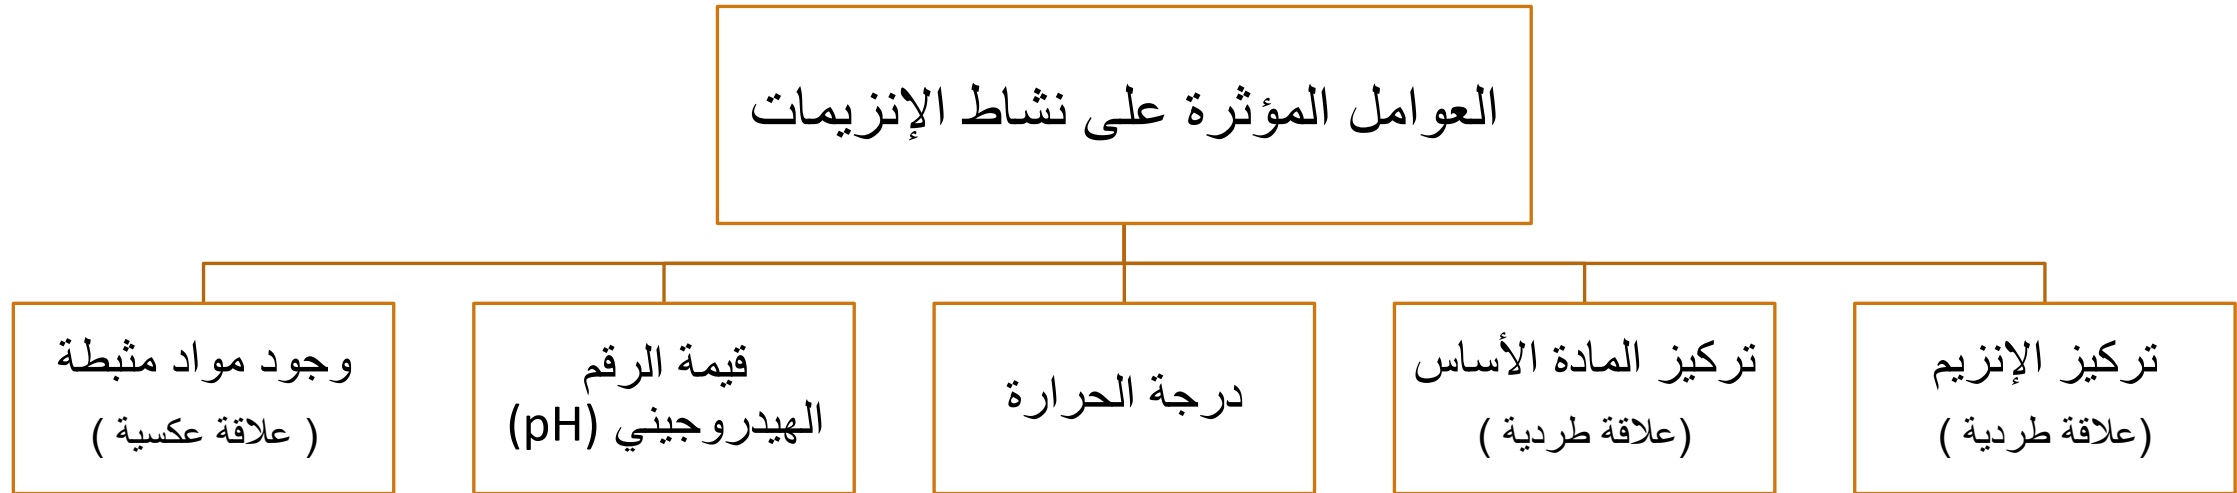 العوامل المؤثرة على نشاط الإنزيمات
تركيز الإنزيم
(علاقة طردية )
تركيز المادة الأساس
(علاقة طردية )
درجة الحرارة
قيمة الرقم
الهيدروجيني (pH)
وجود مواد مثبطة
( علاقة عكسية )